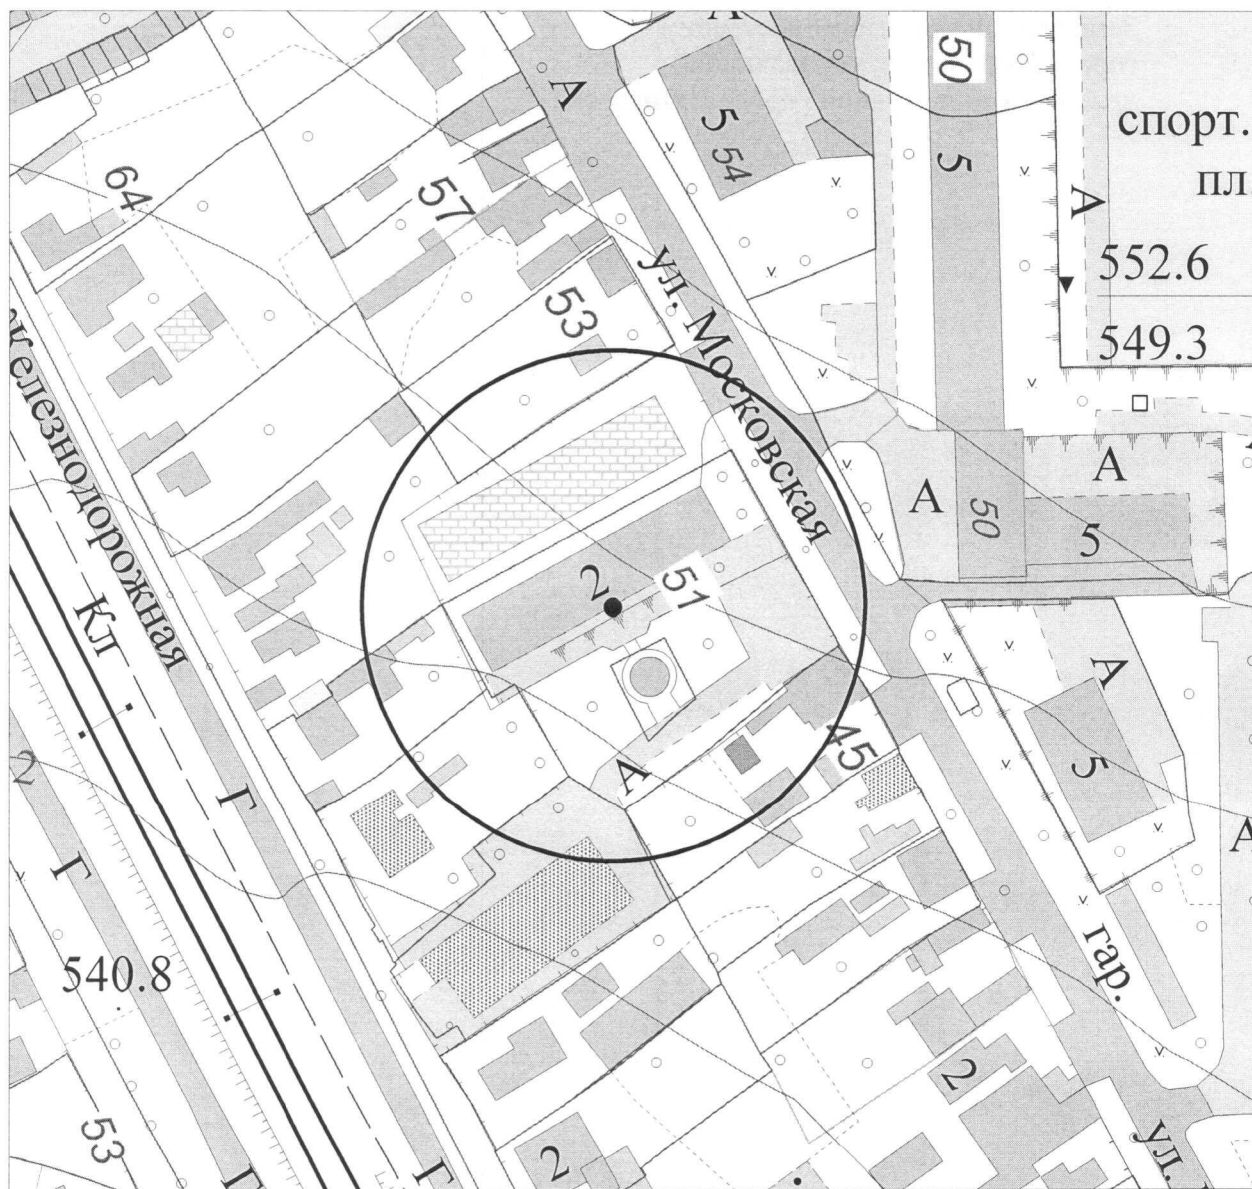 А
А
50
5
54
5
спорт.
пл
64
57
А
ул. Московская
552.6
53
549.3
Железнодорожная
А
А
50
5
2
51
Кл
А
45
5
2
Г
А
А
Г
гар.
540.8
2
53
2
ул.
Г
Г